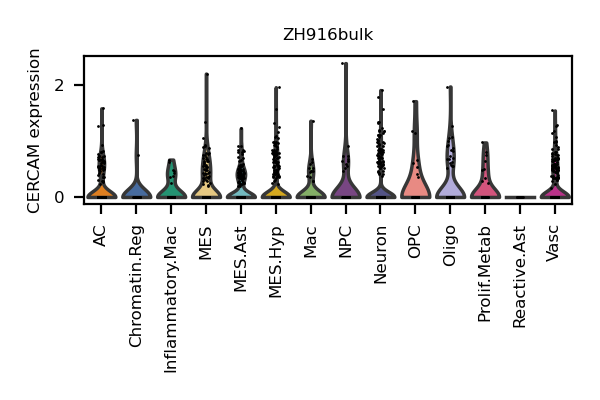 ZH916bulk
CERCAM expression
2
0
AC
Chromatin.Reg
Inflammatory.Mac
MES
MES.Ast
MES.Hyp
Mac
NPC
Neuron
OPC
Oligo
Prolif.Metab
Reactive.Ast
Vasc